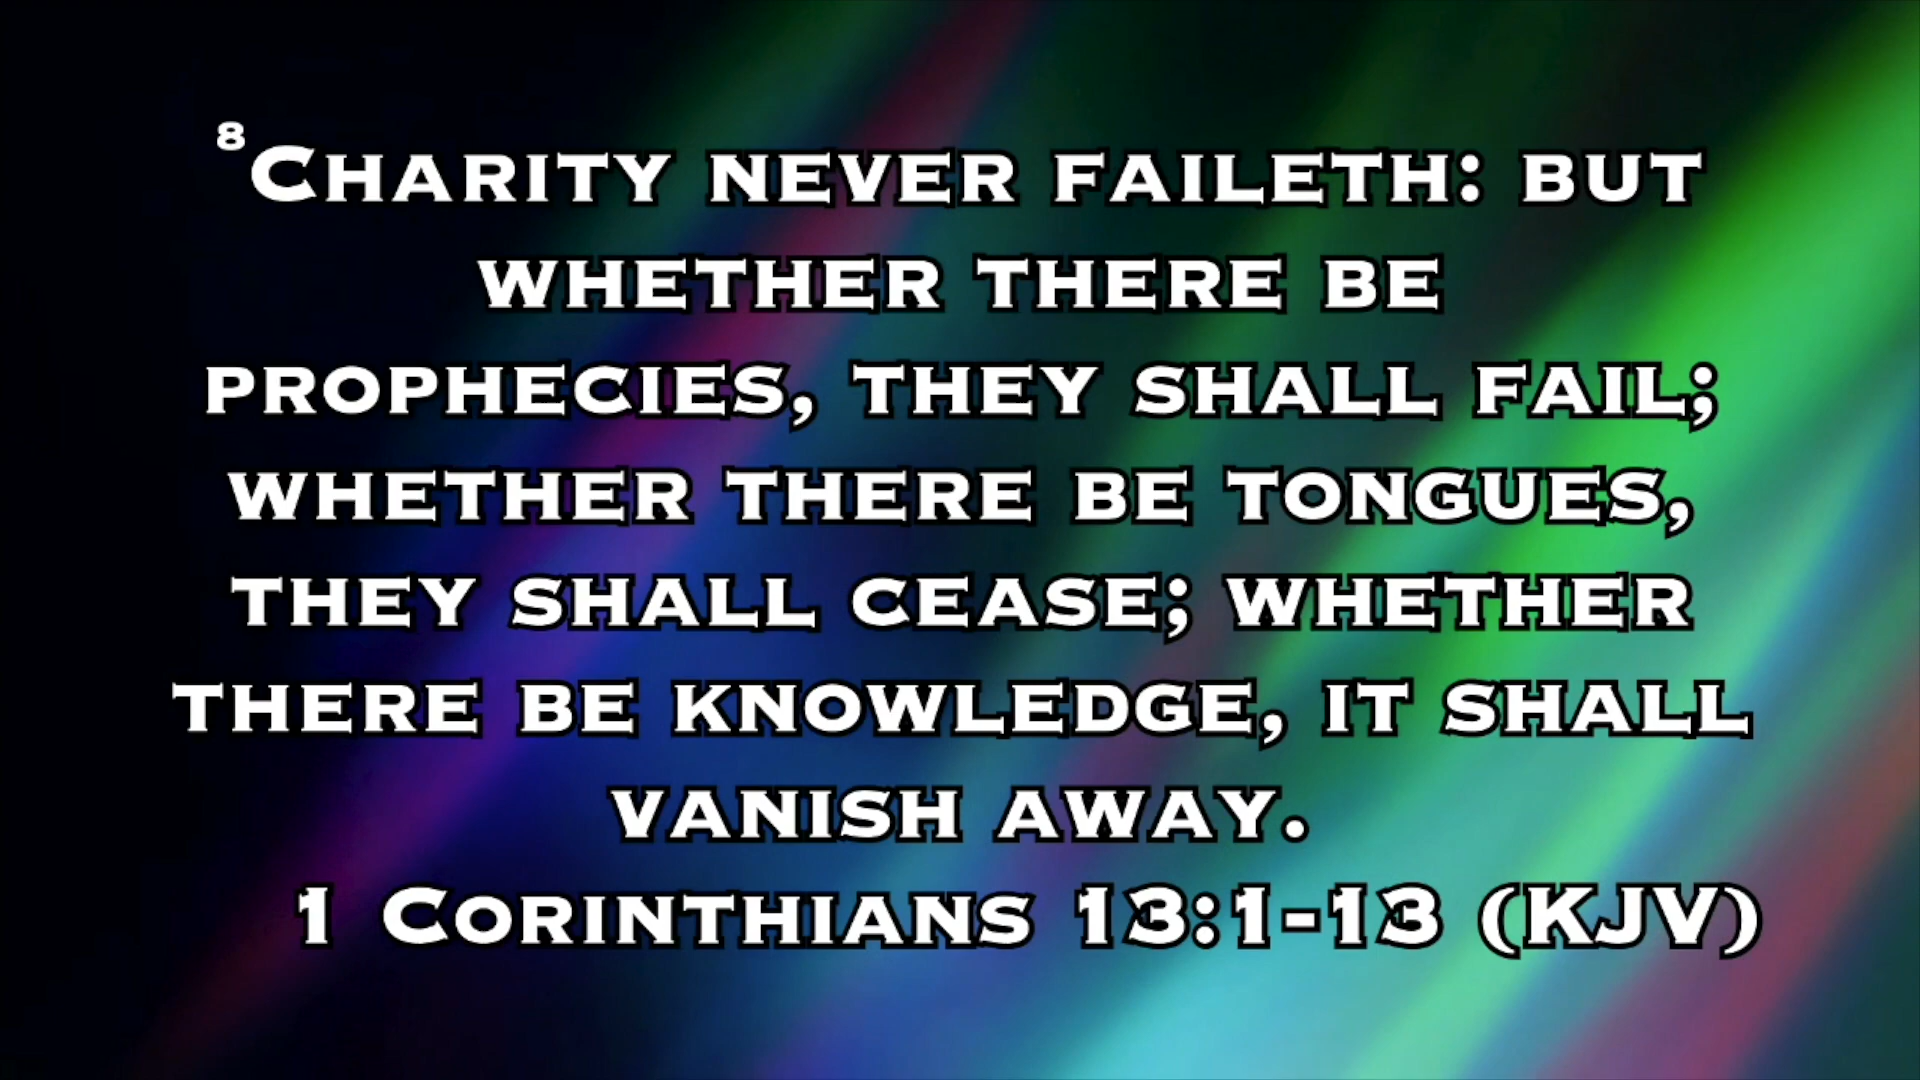 ⁸Charity never faileth: but
whether there be
prophecies, they shall fail;
whether there be tongues,
they shall cease; whether
there be knowledge, it shall
vanish away.
1 Corinthians 13:1-13 (KJV)